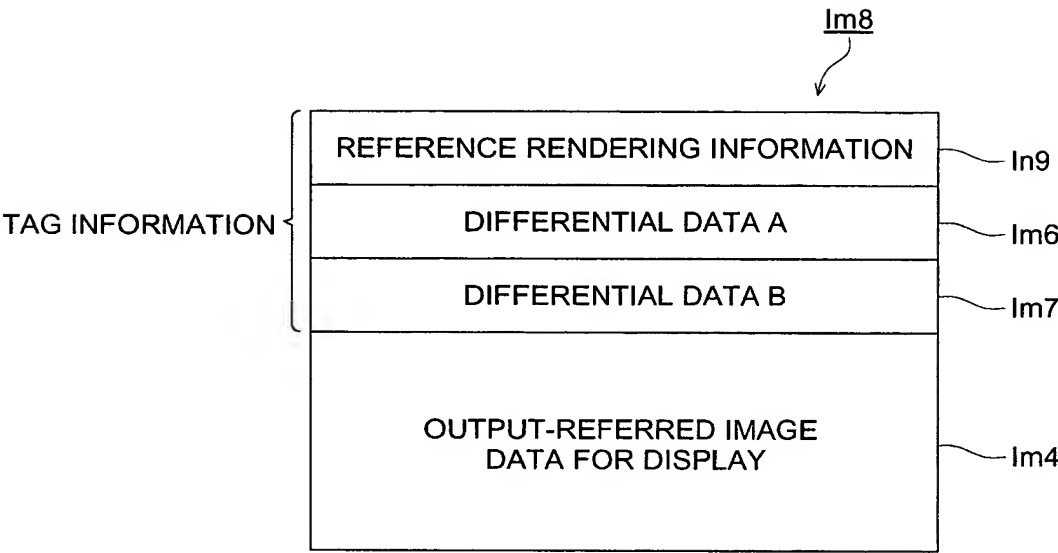 Im8
REFERENCE RENDERING INFORMATION
In9
TAG INFORMATION
DIFFERENTIAL DATA A
Im6
DIFFERENTIAL DATA B
Im7
OUTPUT-REFERRED IMAGE
DATA FOR DISPLAY
Im4